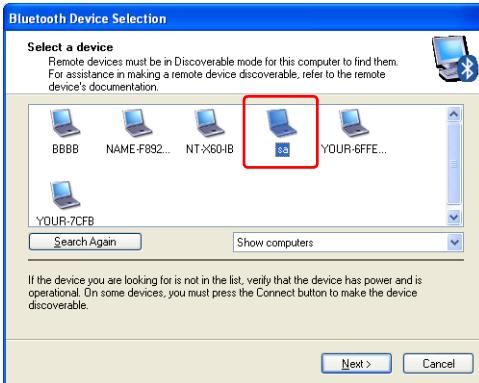 Bluetooth Device Selection
Select a device
Remote devices must be in Discoverable mode for this computer to find them.
For assistance in making a remote device discoverable, refer to the remote
device's documentation.
BBBB NAME-F892... NT-X60-IB sa YOUR-6FFE...
YOUR-7CFB
Search Again Show computers
If the device you are looking for is not in the list, verify that the device has power and is
operational. On some devices, you must press the Connect button to make the device
discoverable.
Next > Cancel